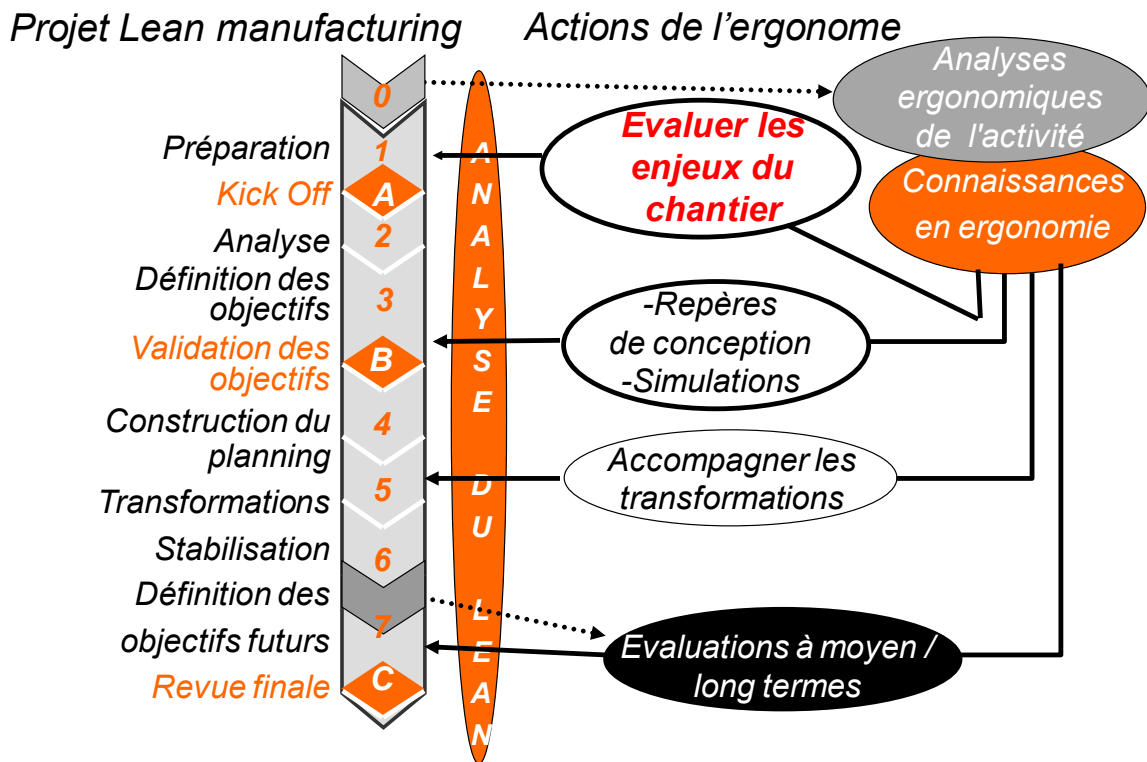 Projet Lean manufacturing
Actions de l'ergonome
0
Préparation
1
Kick Off
A
Analyse
2
Définition des
objectifs
3
Validation des
objectifs
B
Construction du
planning
4
Transformations
5
Stabilisation
6
Définition des
objectifs futurs
7
Revue finale
C
ANALYSE DU LEAN
Analyses
ergonomiques
de l'activité
Connaissances
en ergonomie
Evaluer les
enjeux du
chantier
-Repères
de conception
-Simulations
Accompagner les
transformations
Evaluations à moyen /
long termes